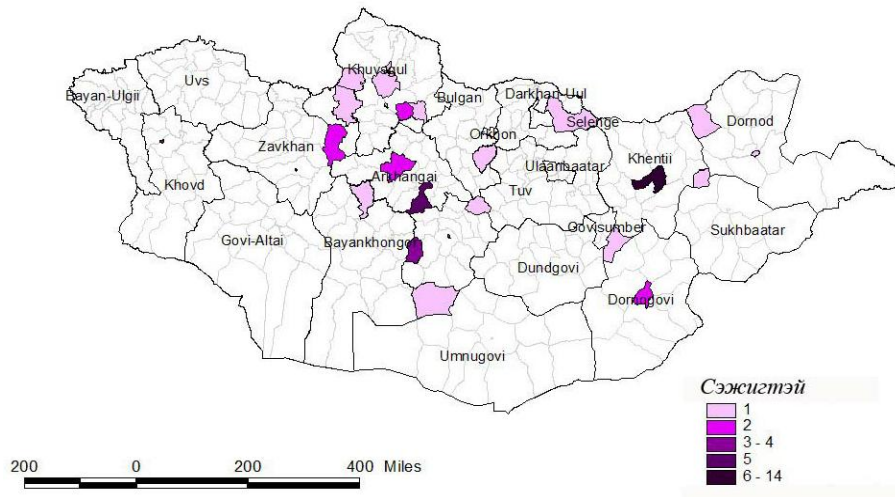 Khuvsgul
Uvs
Bayan-Ulgii
Bulgan
Darkhan Uul
Dornod
Selenge
Orkhon
Zavkhan
Khentii
Ulaanbaatar
Arkhangai
Khovd
Tuv
Govisumber
Sukhbaatar
Govi-Altai
Bayankhongor
Dundgovi
Dornogovi
Umnugovi
Сэжигтэй
1
2
3 - 4
5
6 - 14
200 0 200 400 Miles